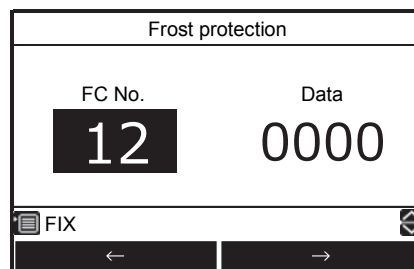 Frost protection
FC No. Data
12 0000
FIX
← →